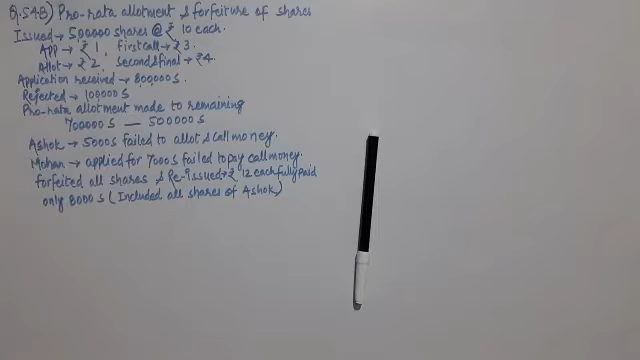 Q.54B) Pro-rata allotment & forfeiture of shares
Issued → 500000 shares @ ₹ 10 each.
App → ₹ 1, first call → ₹ 3.
Allot → ₹ 2, second & final → ₹ 4.
Application received → 800000 s.
Rejected → 100000 s
Pro-rata allotment made to remaining
700000 s — 500000 s
Ashok → 5000 s failed to allot & call money.
Mohan → applied for 7000 s failed to pay call money.
forfeited all shares & Re-issued → ₹ 12 each fully paid
only 8000 s (Included all shares of Ashok)